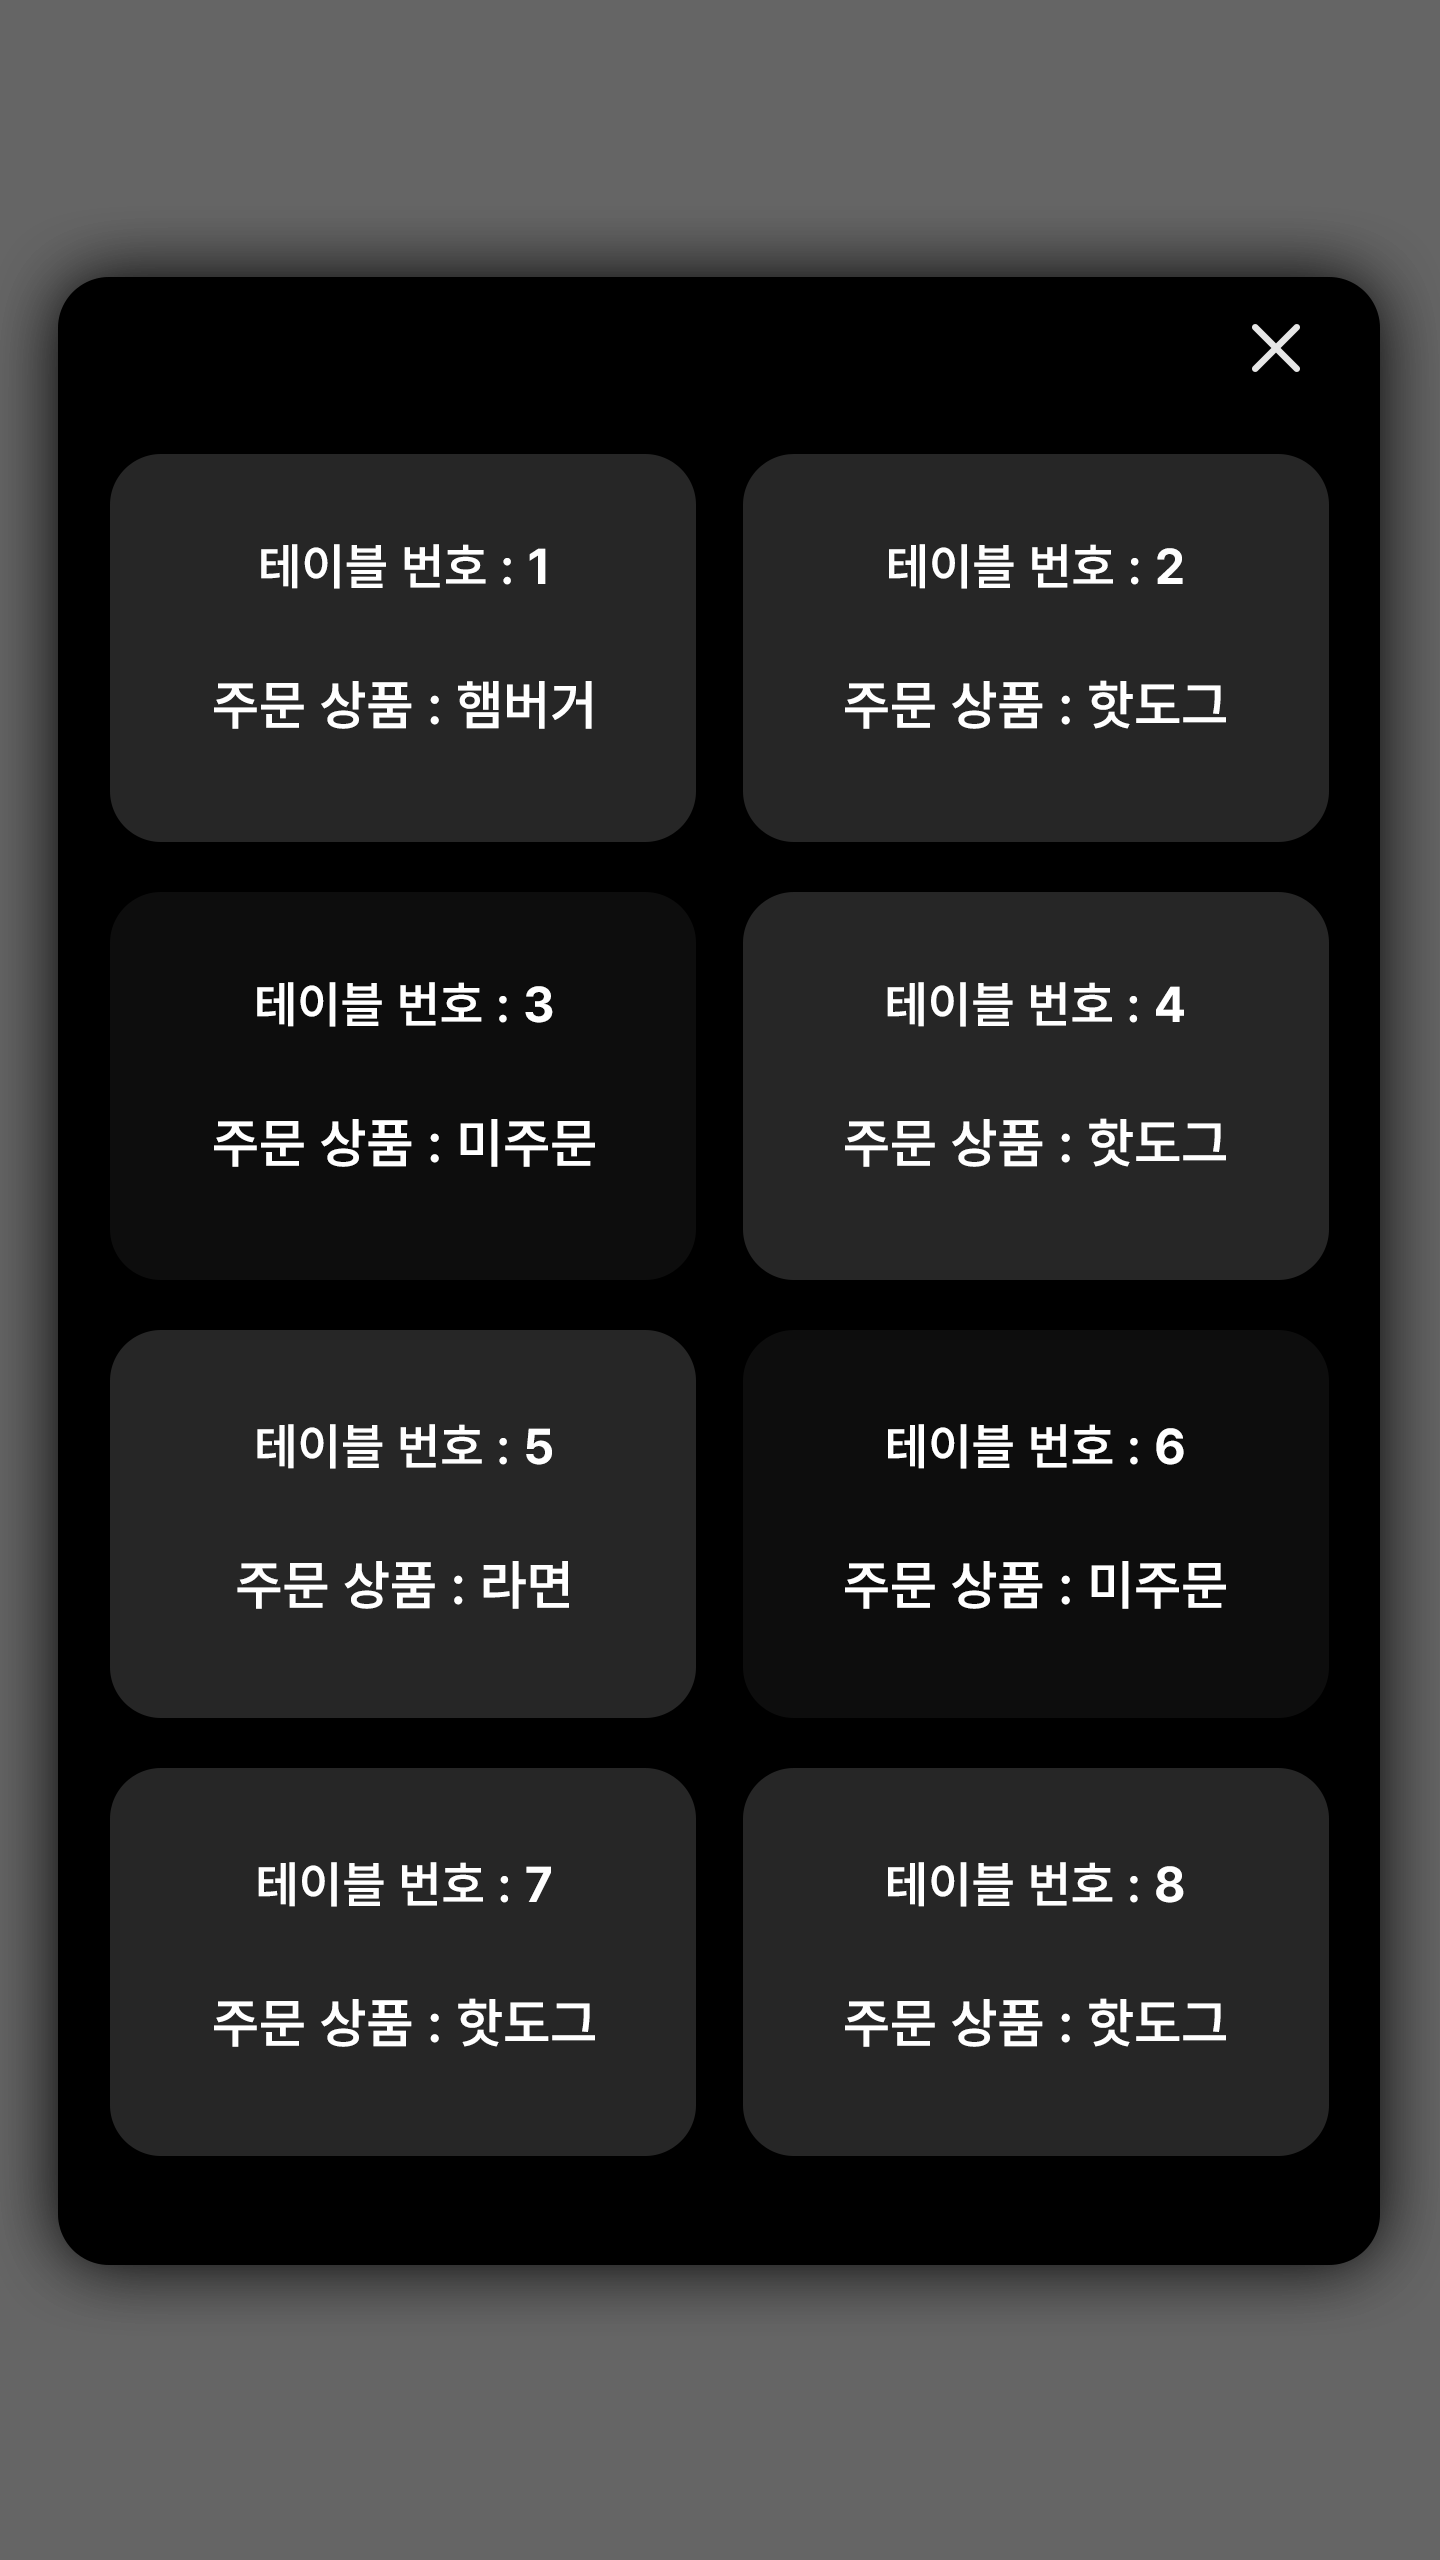 테이블 번호 : 1
주문 상품 : 햄버거
테이블 번호 : 2
주문 상품 : 핫도그
테이블 번호 : 3
주문 상품 : 미주문
테이블 번호 : 4
주문 상품 : 핫도그
테이블 번호 : 5
주문 상품 : 라면
테이블 번호 : 6
주문 상품 : 미주문
테이블 번호 : 7
주문 상품 : 핫도그
테이블 번호 : 8
주문 상품 : 핫도그